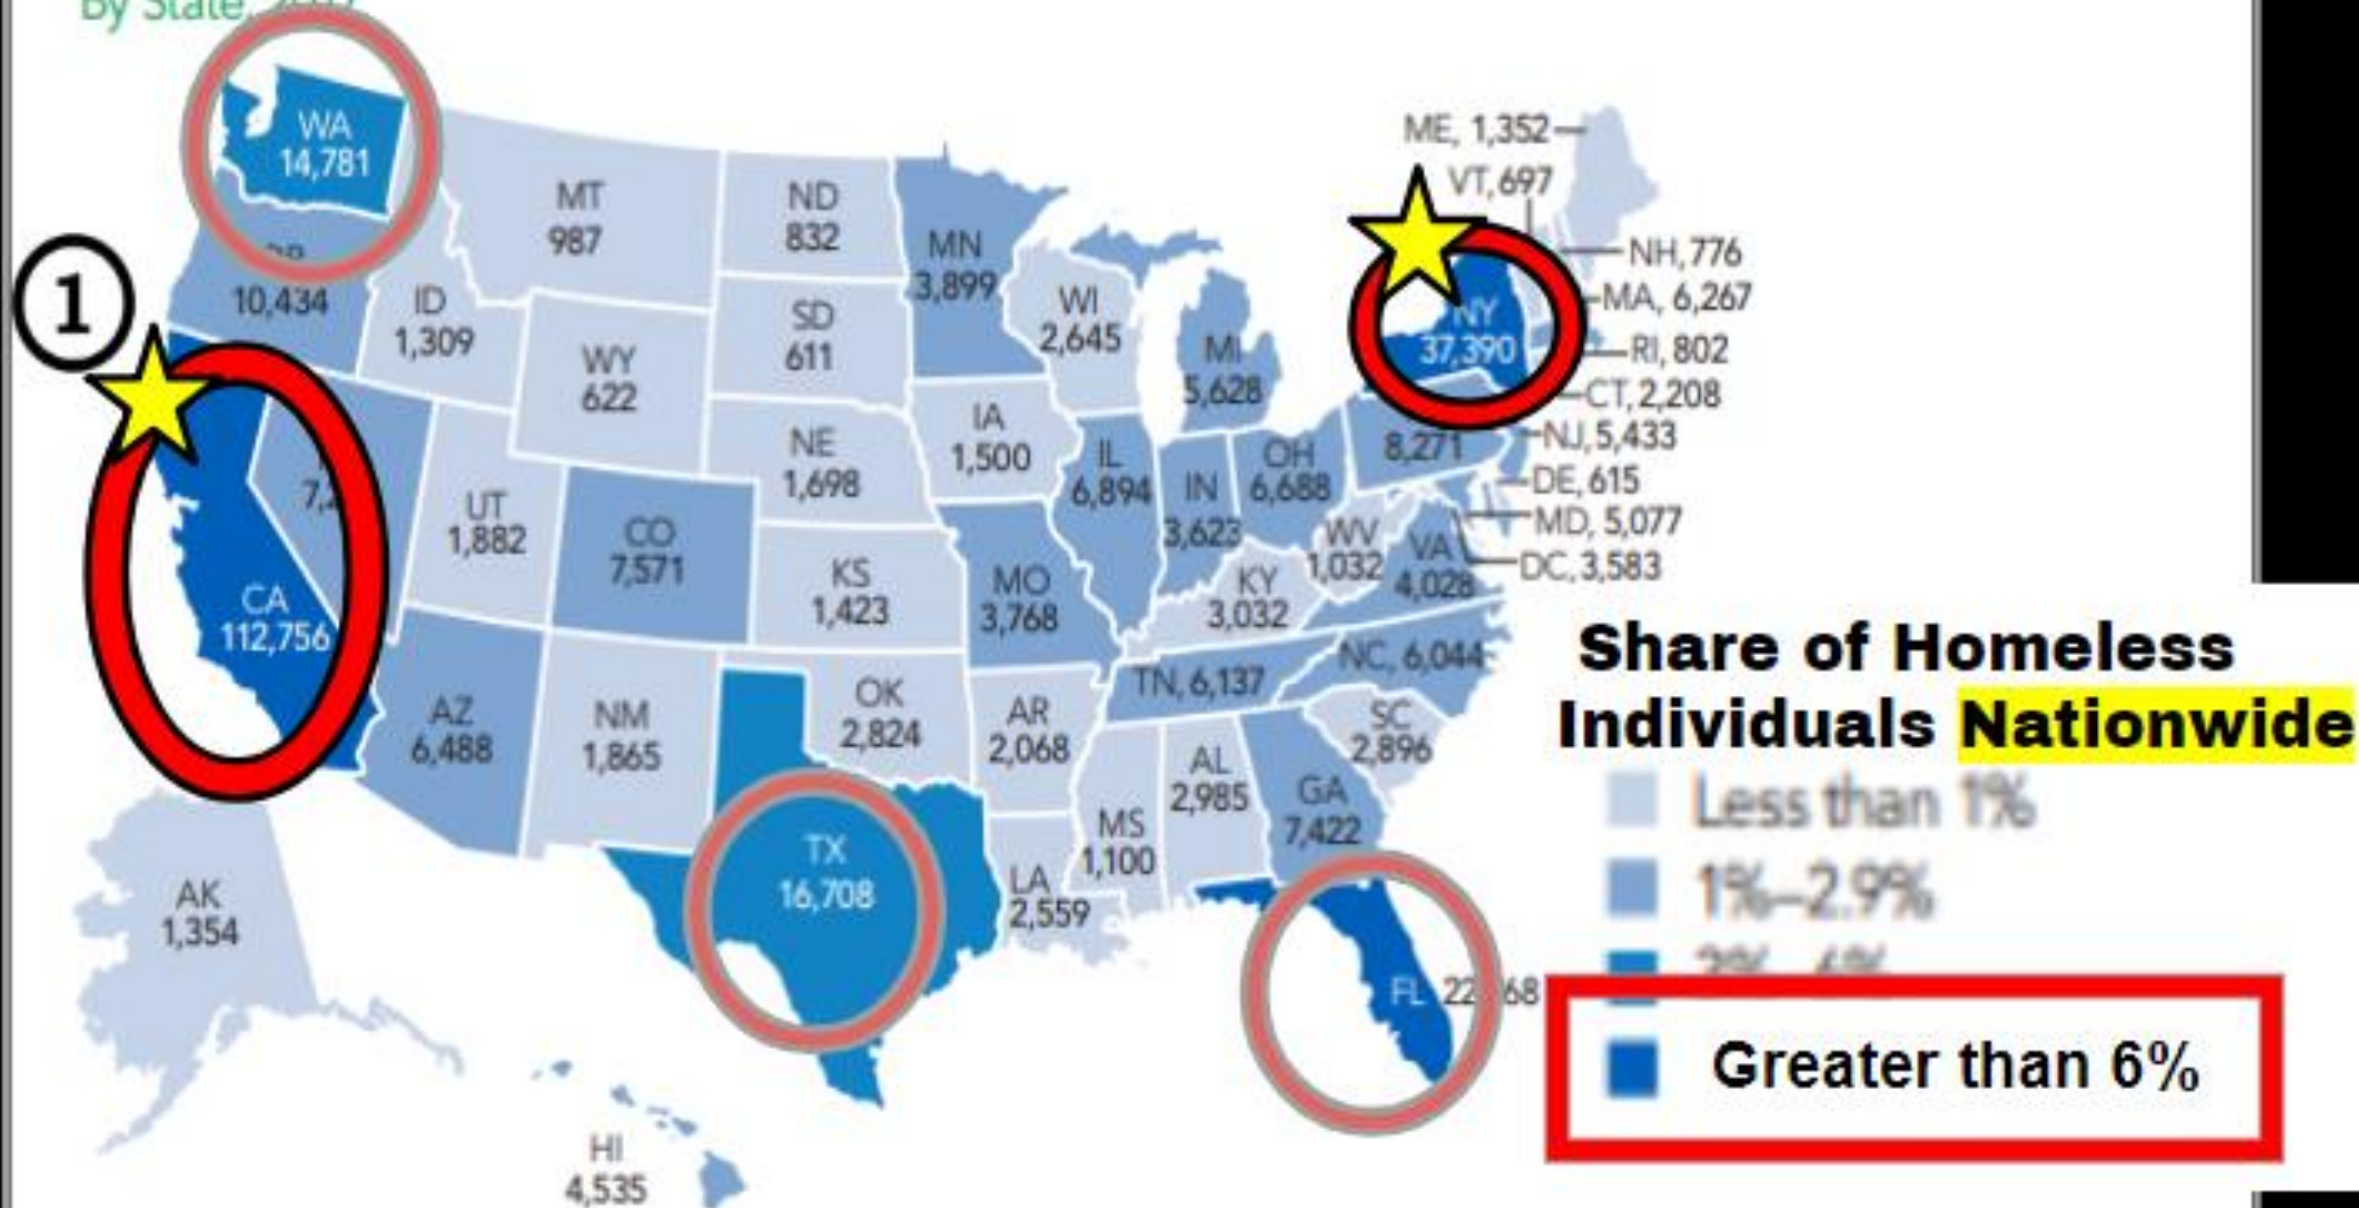 By State,
WA
14,781
MT
987
ND
832
MN
3,899
ME, 1,352
VT, 697
NH, 776
MA, 6,267
RI, 802
CT, 2,208
NJ, 5,433
DE, 615
MD, 5,077
DC, 3,583
1
10,434
ID
1,309
WY
622
SD
611
WI
2,645
MI
5,628
NY
37,390
NE
1,698
IA
1,500
IL
6,894
IN
3,623
OH
6,688
8,271
UT
1,882
CO
7,571
KS
1,423
MO
3,768
KY
3,032
WV
1,032
VA
4,028
CA
112,756
AZ
6,488
NM
1,865
OK
2,824
AR
2,068
TN, 6,137
NC, 6,044
SC
2,896
TX
16,708
LA
2,559
MS
1,100
AL
2,985
GA
7,422
FL
AK
1,354
HI
4,535
Share of Homeless
Individuals Nationwide
Less than 1%
1%–2.9%
Greater than 6%